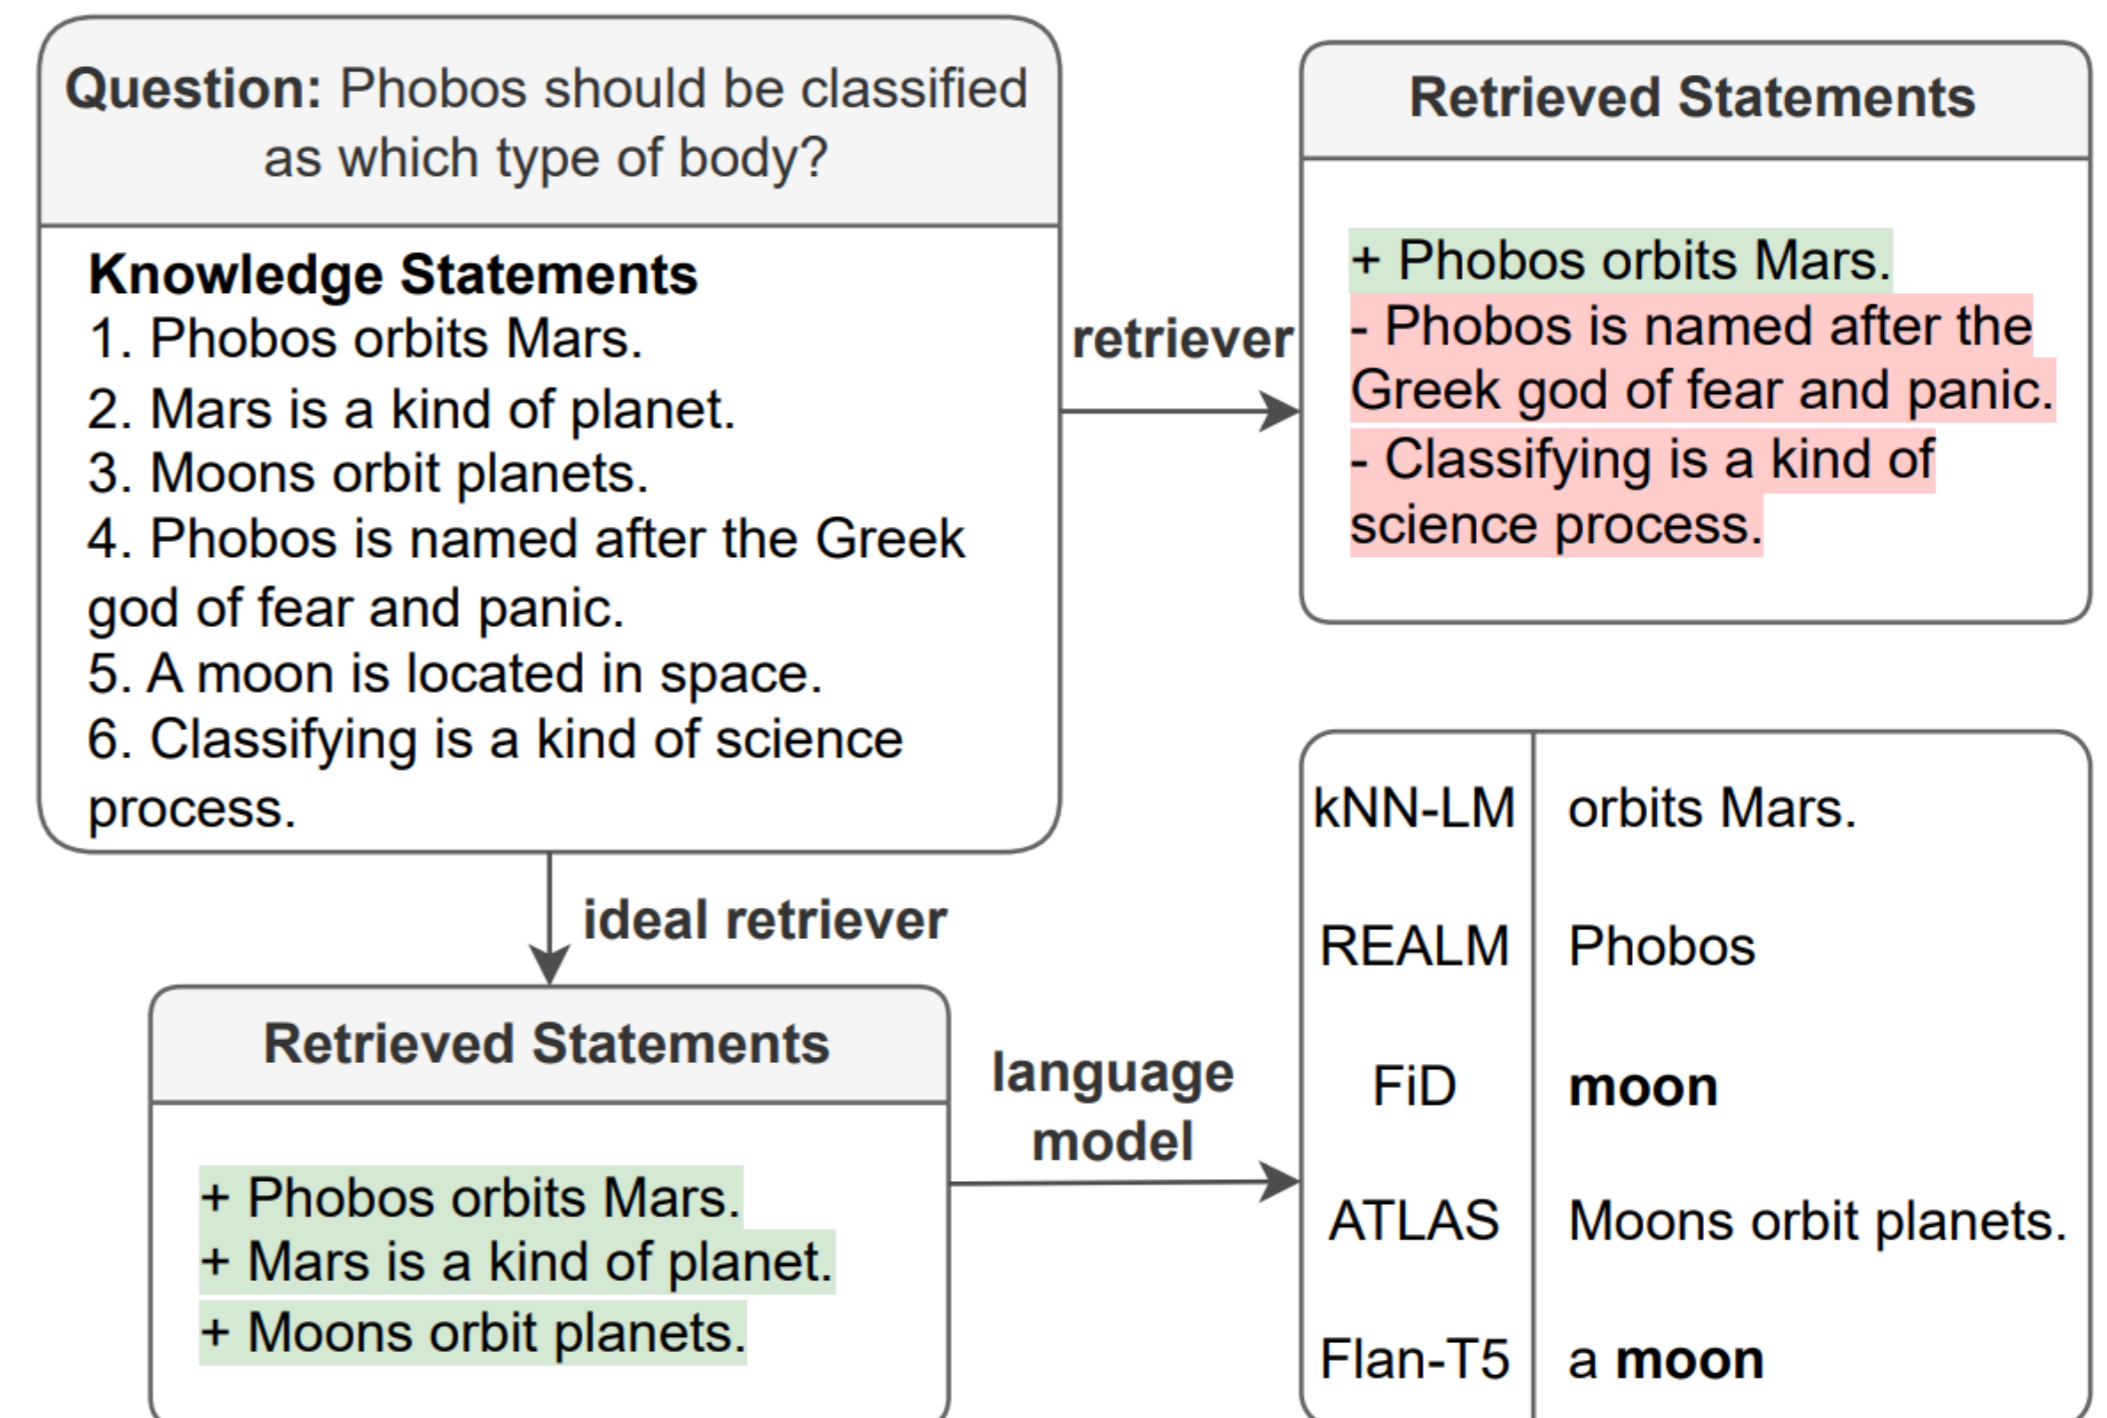 Question: Phobos should be classified
as which type of body?
Knowledge Statements
1. Phobos orbits Mars.
2. Mars is a kind of planet.
3. Moons orbit planets.
4. Phobos is named after the Greek
god of fear and panic.
5. A moon is located in space.
6. Classifying is a kind of science
process.
retriever
Retrieved Statements
+ Phobos orbits Mars.
- Phobos is named after the
Greek god of fear and panic.
- Classifying is a kind of
science process.
ideal retriever
Retrieved Statements
+ Phobos orbits Mars.
+ Mars is a kind of planet.
+ Moons orbit planets.
language
model
kNN-LM orbits Mars.
REALM Phobos
FiD moon
ATLAS Moons orbit planets.
Flan-T5 a moon